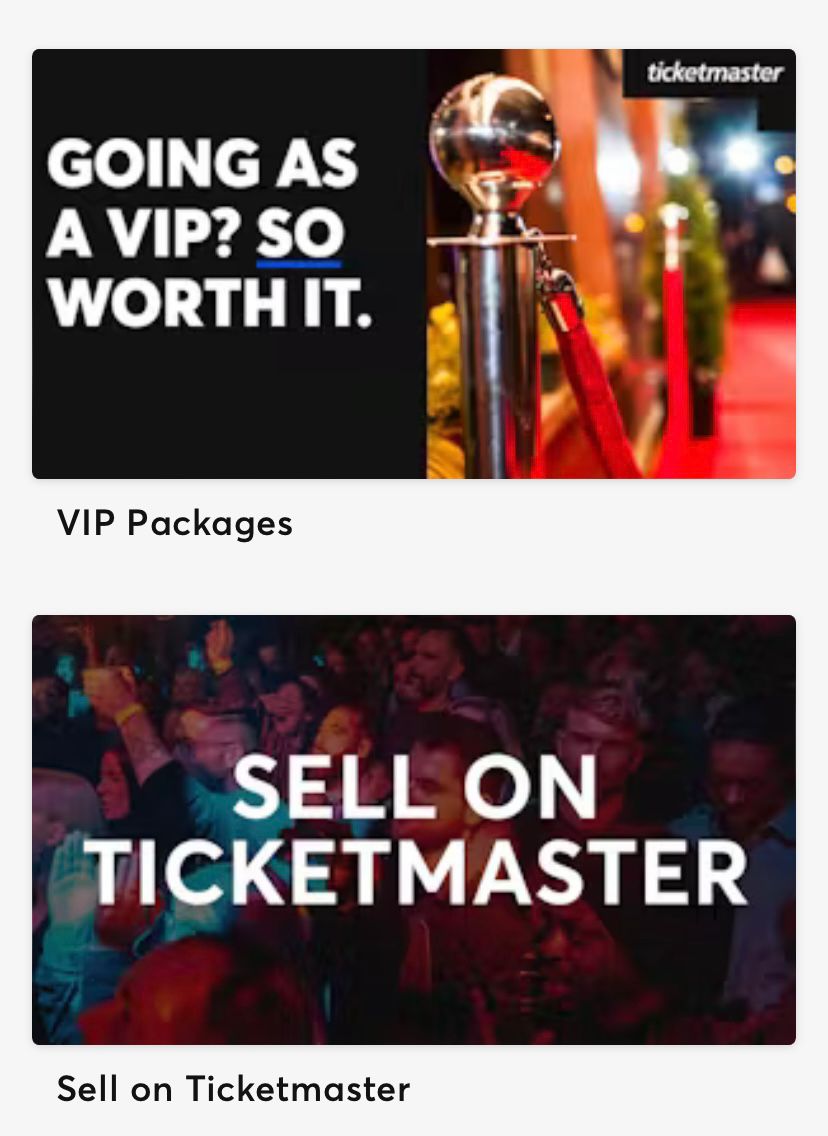 ticketmaster
GOING AS
A VIP? SO
WORTH IT.
VIP Packages
SELL ON
TICKETMASTER
Sell on Ticketmaster